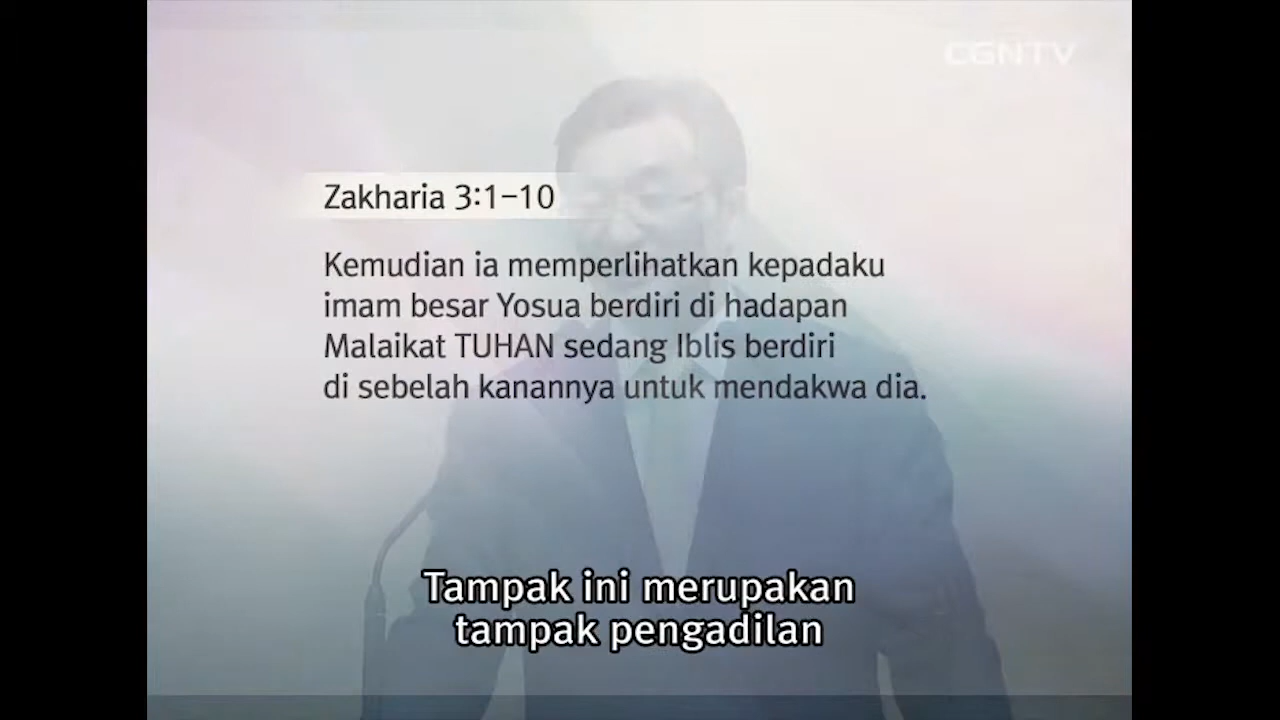 CGNTV
Zakharia 3:1-10
Kemudian ia memperlihatkan kepadaku
imam besar Yosua berdiri di hadapan
Malaikat TUHAN sedang Iblis berdiri
di sebelah kanannya untuk mendakwa dia.
Tampak ini merupakan
tampak pengadilan